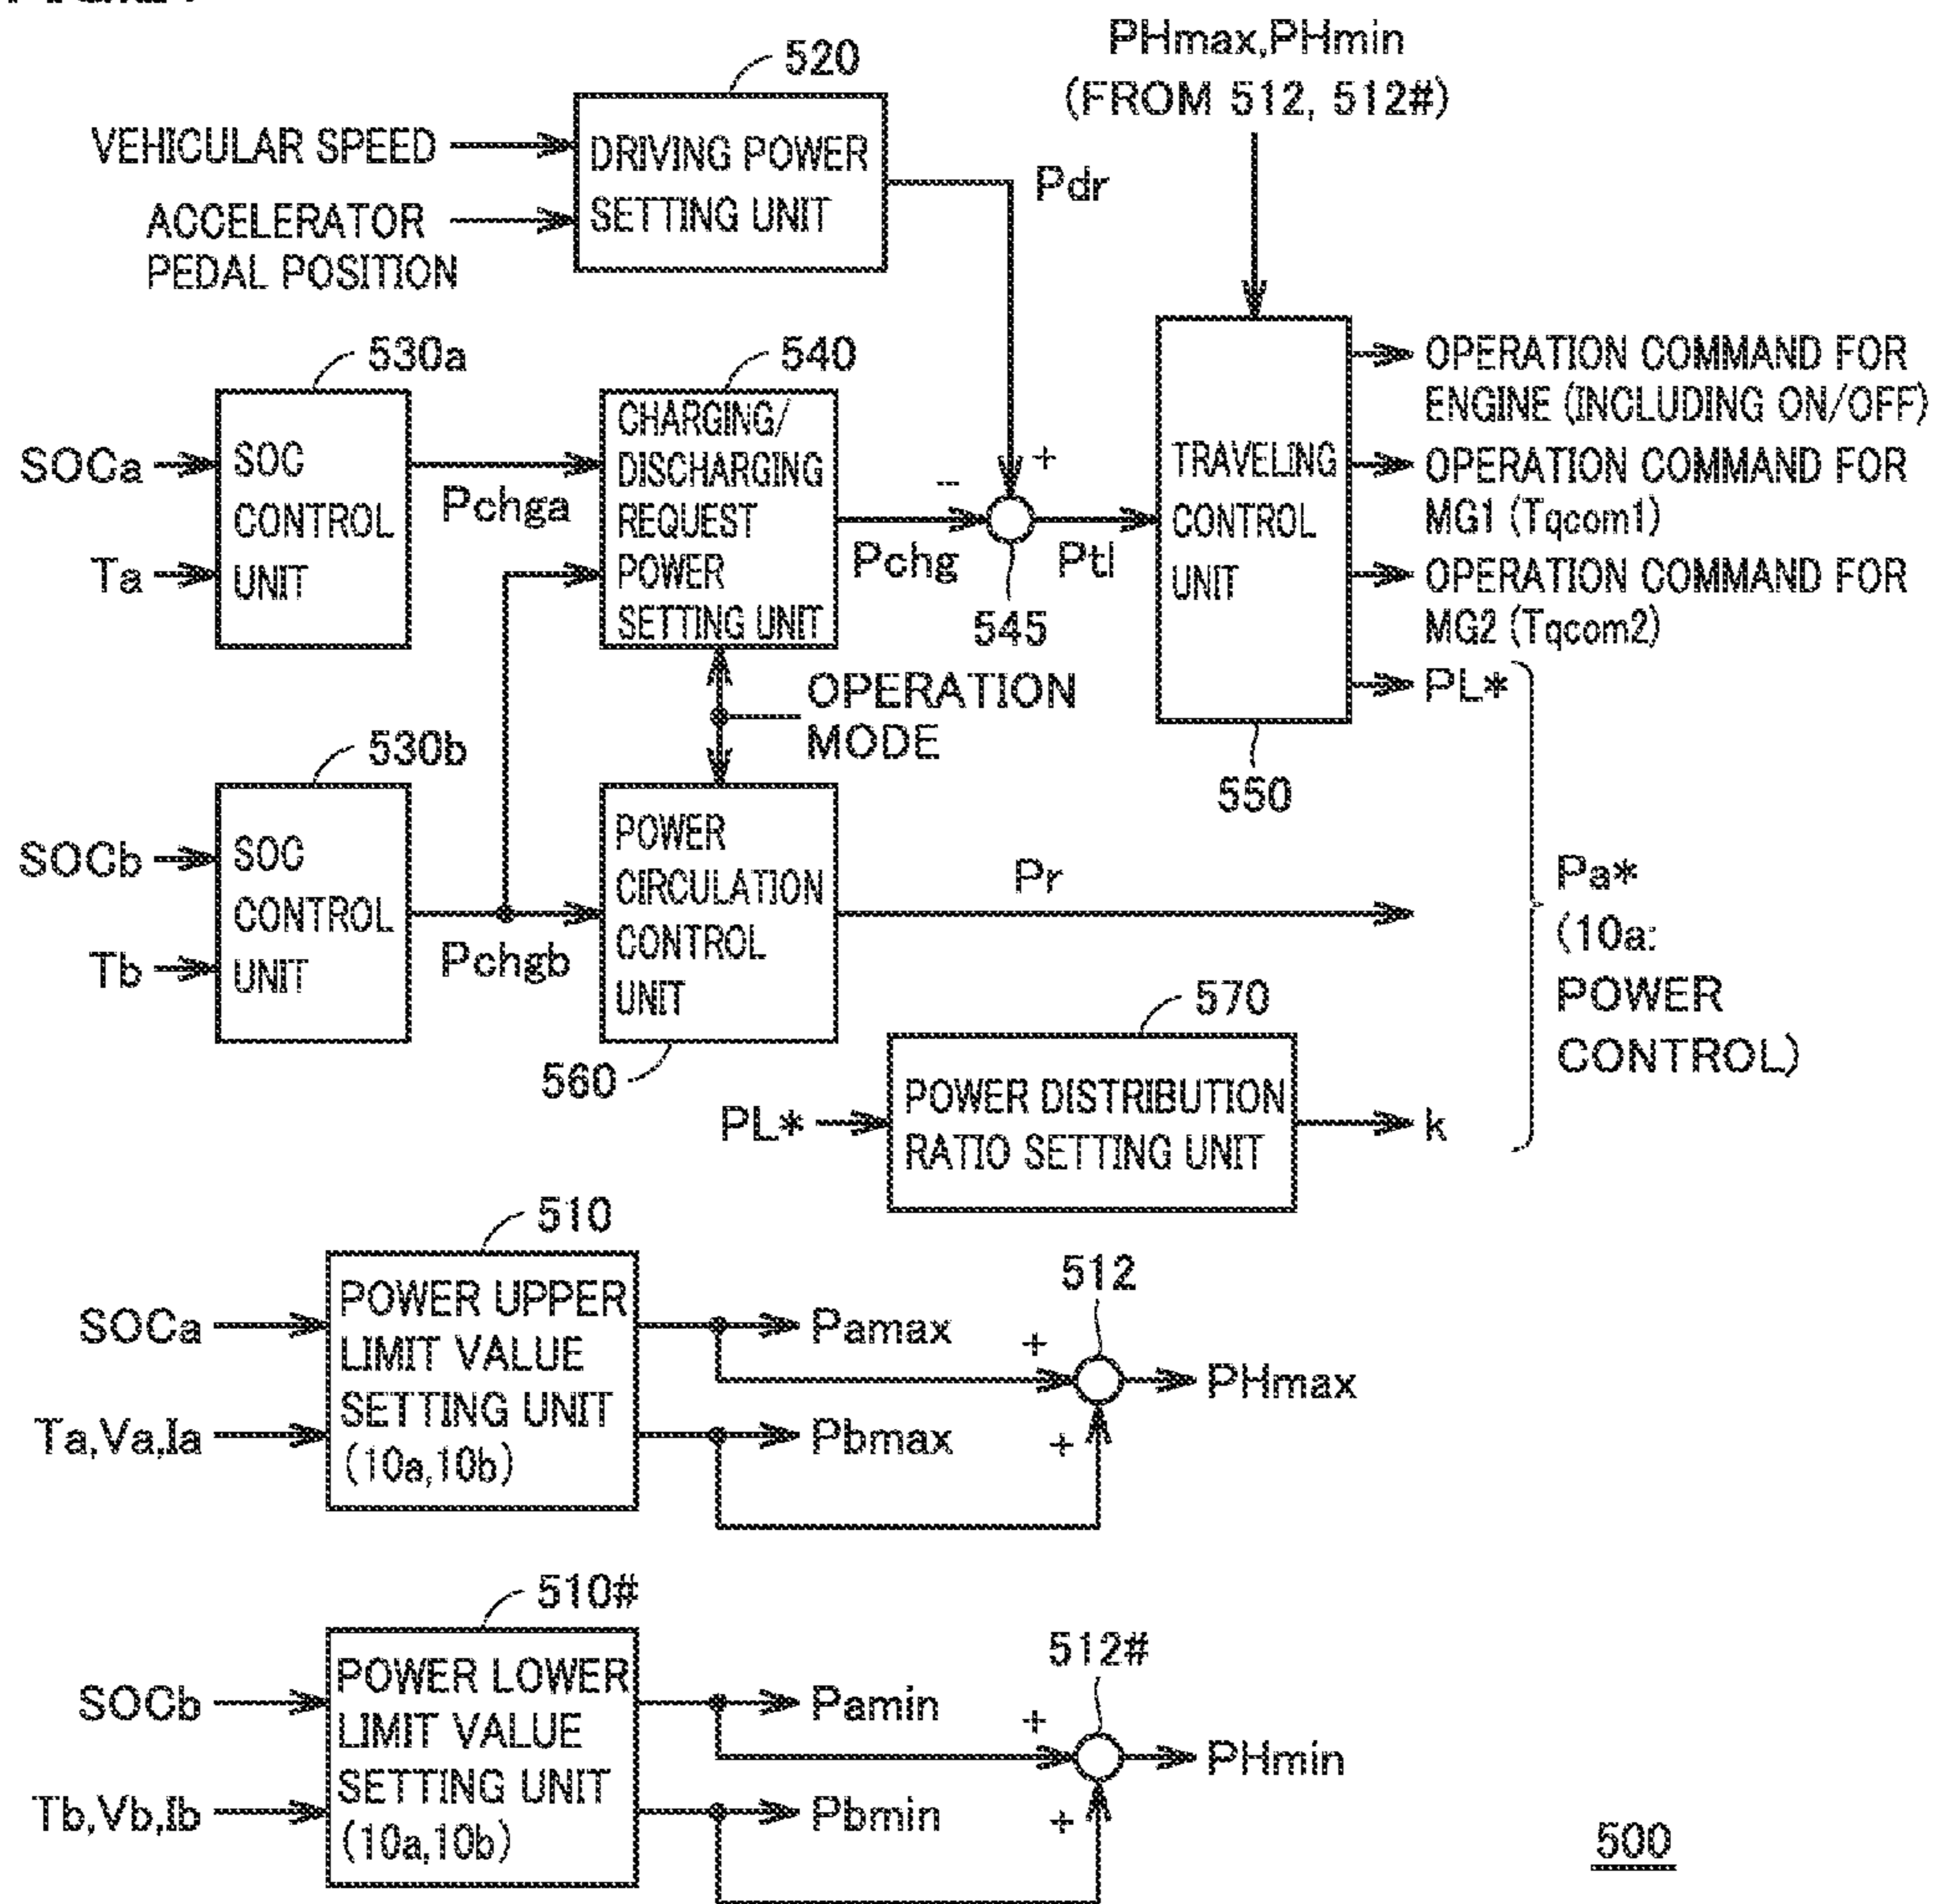 520
PHmax,PHmin
(FROM 512, 512#)
VEHICULAR SPEED
DRIVING POWER
SETTING UNIT
ACCELERATOR
PEDAL POSITION
Pdr
530a
540
SOCa
Ta
SOC
CONTROL
UNIT
Pchga
CHARGING/
DISCHARGING
REQUEST
POWER
SETTING UNIT
Pchg
-
+
545
Ptl
TRAVELING
CONTROL
UNIT
550
OPERATION COMMAND FOR
ENGINE (INCLUDING ON/OFF)
OPERATION COMMAND FOR
MG1 (Tqcom1)
OPERATION COMMAND FOR
MG2 (Tqcom2)
PL*
OPERATION
MODE
530b
SOCb
Tb
SOC
CONTROL
UNIT
Pchgb
POWER
CIRCULATION
CONTROL
UNIT
560
Pr
Pa*
(10a:
POWER
CONTROL)
570
PL*
POWER DISTRIBUTION
RATIO SETTING UNIT
k
510
SOCa
Ta,Va,Ia
POWER UPPER
LIMIT VALUE
SETTING UNIT
(10a,10b)
Pamax
Pbmax
+
+
512
PHmax
510#
SOCb
Tb,Vb,Ib
POWER LOWER
LIMIT VALUE
SETTING UNIT
(10a,10b)
Pamin
Pbmin
+
+
512#
PHmin
500